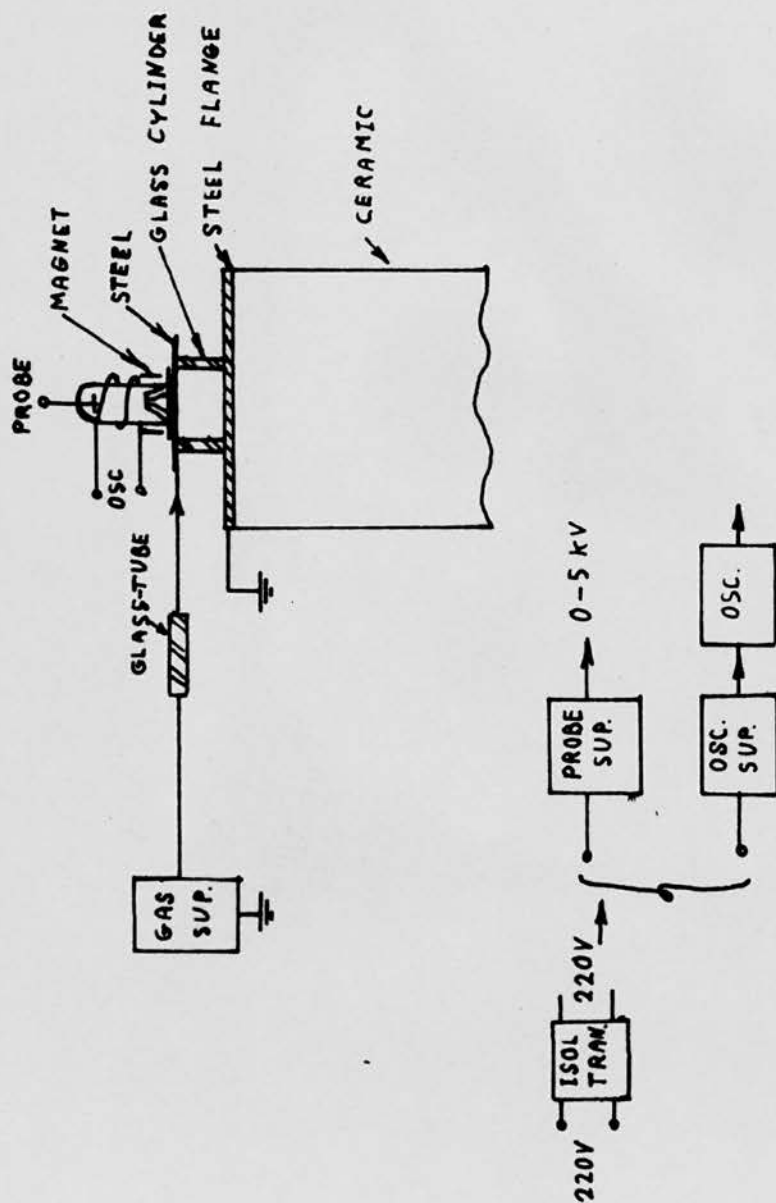 PROBE
MAGNET
STEEL
GLASS CYLINDER
STEEL FLANGE
CERAMIC
OSC
GLASS-TUBE
GAS
SUP.
220V
ISOL
TRAN.
220V
PROBE
SUP.
0-5 KV
OSC.
SUP.
OSC.